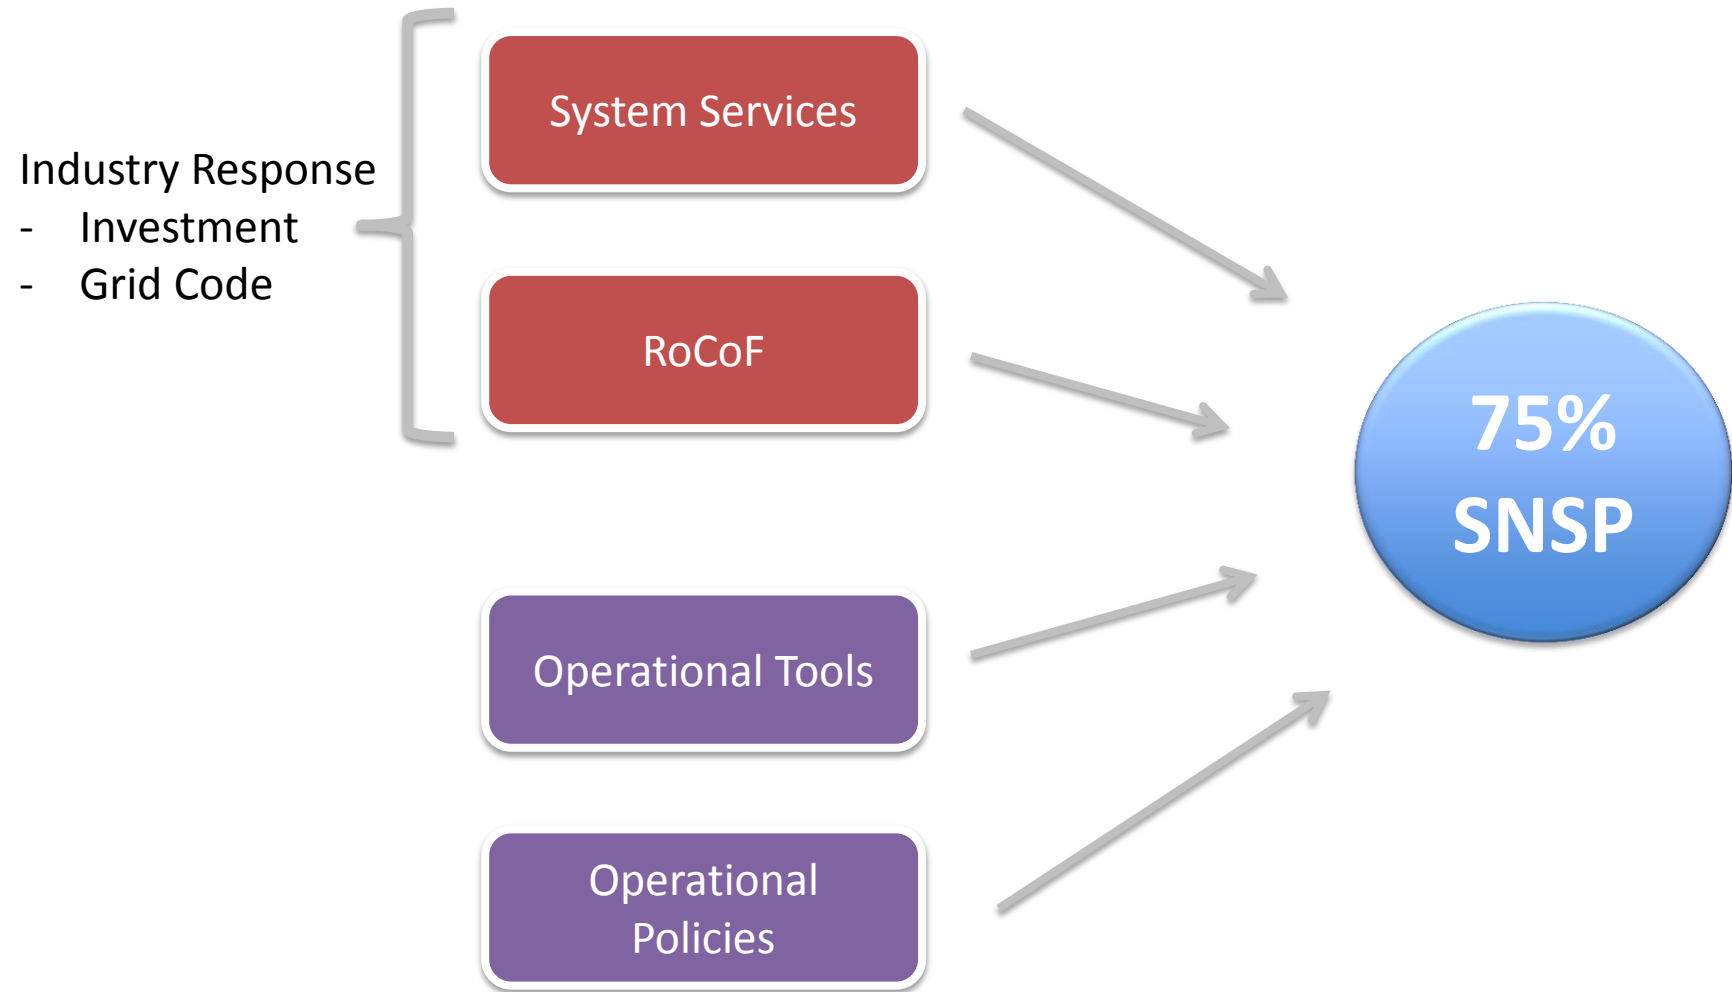 Industry Response
- Investment
- Grid Code
System Services
RoCoF
Operational Tools
Operational
Policies
75%
SNSP